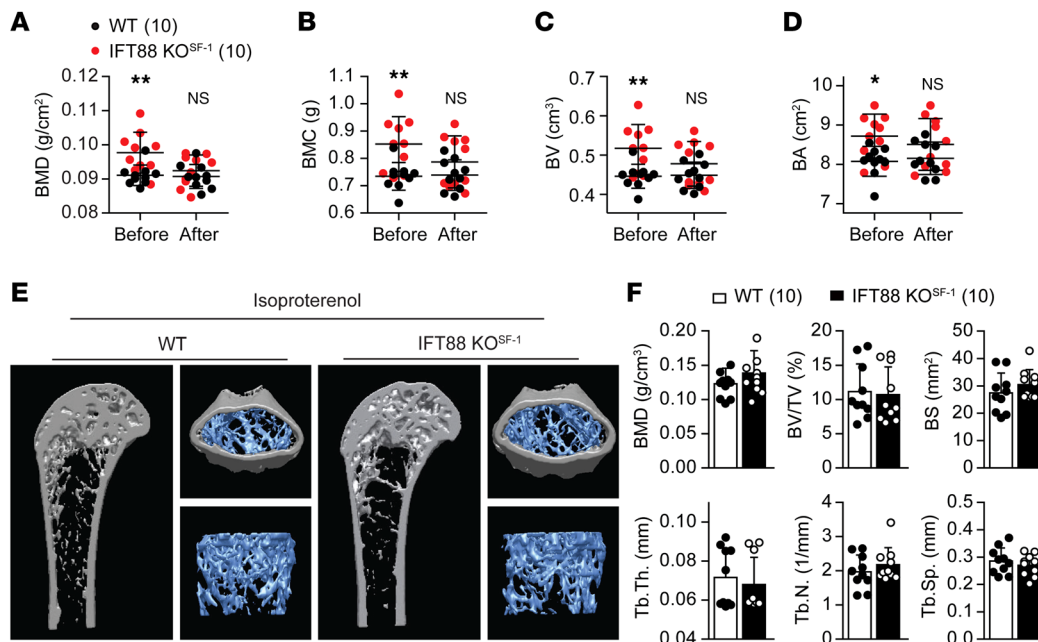 A
WT (10)
IFT88 KO^SF-1 (10)
BMD (g/cm²)
0.12
0.11
0.10
0.09
0.08
**
NS
Before After
B
BMC (g)
1.1
1.0
0.9
0.8
0.7
0.6
**
NS
Before After
C
BV (cm³)
0.7
0.6
0.5
0.4
**
NS
Before After
D
BA (cm²)
10
9
8
7
*
NS
Before After
E
Isoproterenol
WT
IFT88 KO^SF-1
F
WT (10) IFT88 KO^SF-1 (10)
BMD (g/cm³)
0.20
0.15
0.10
0.05
0.00
BV/TV (%)
20
15
10
5
0
BS (mm²)
50
40
30
20
10
0
Tb.Th. (mm)
0.10
0.08
0.06
0.04
Tb.N. (1/mm)
4
3
2
1
0
Tb.Sp. (mm)
0.5
0.4
0.3
0.2
0.1
0.0